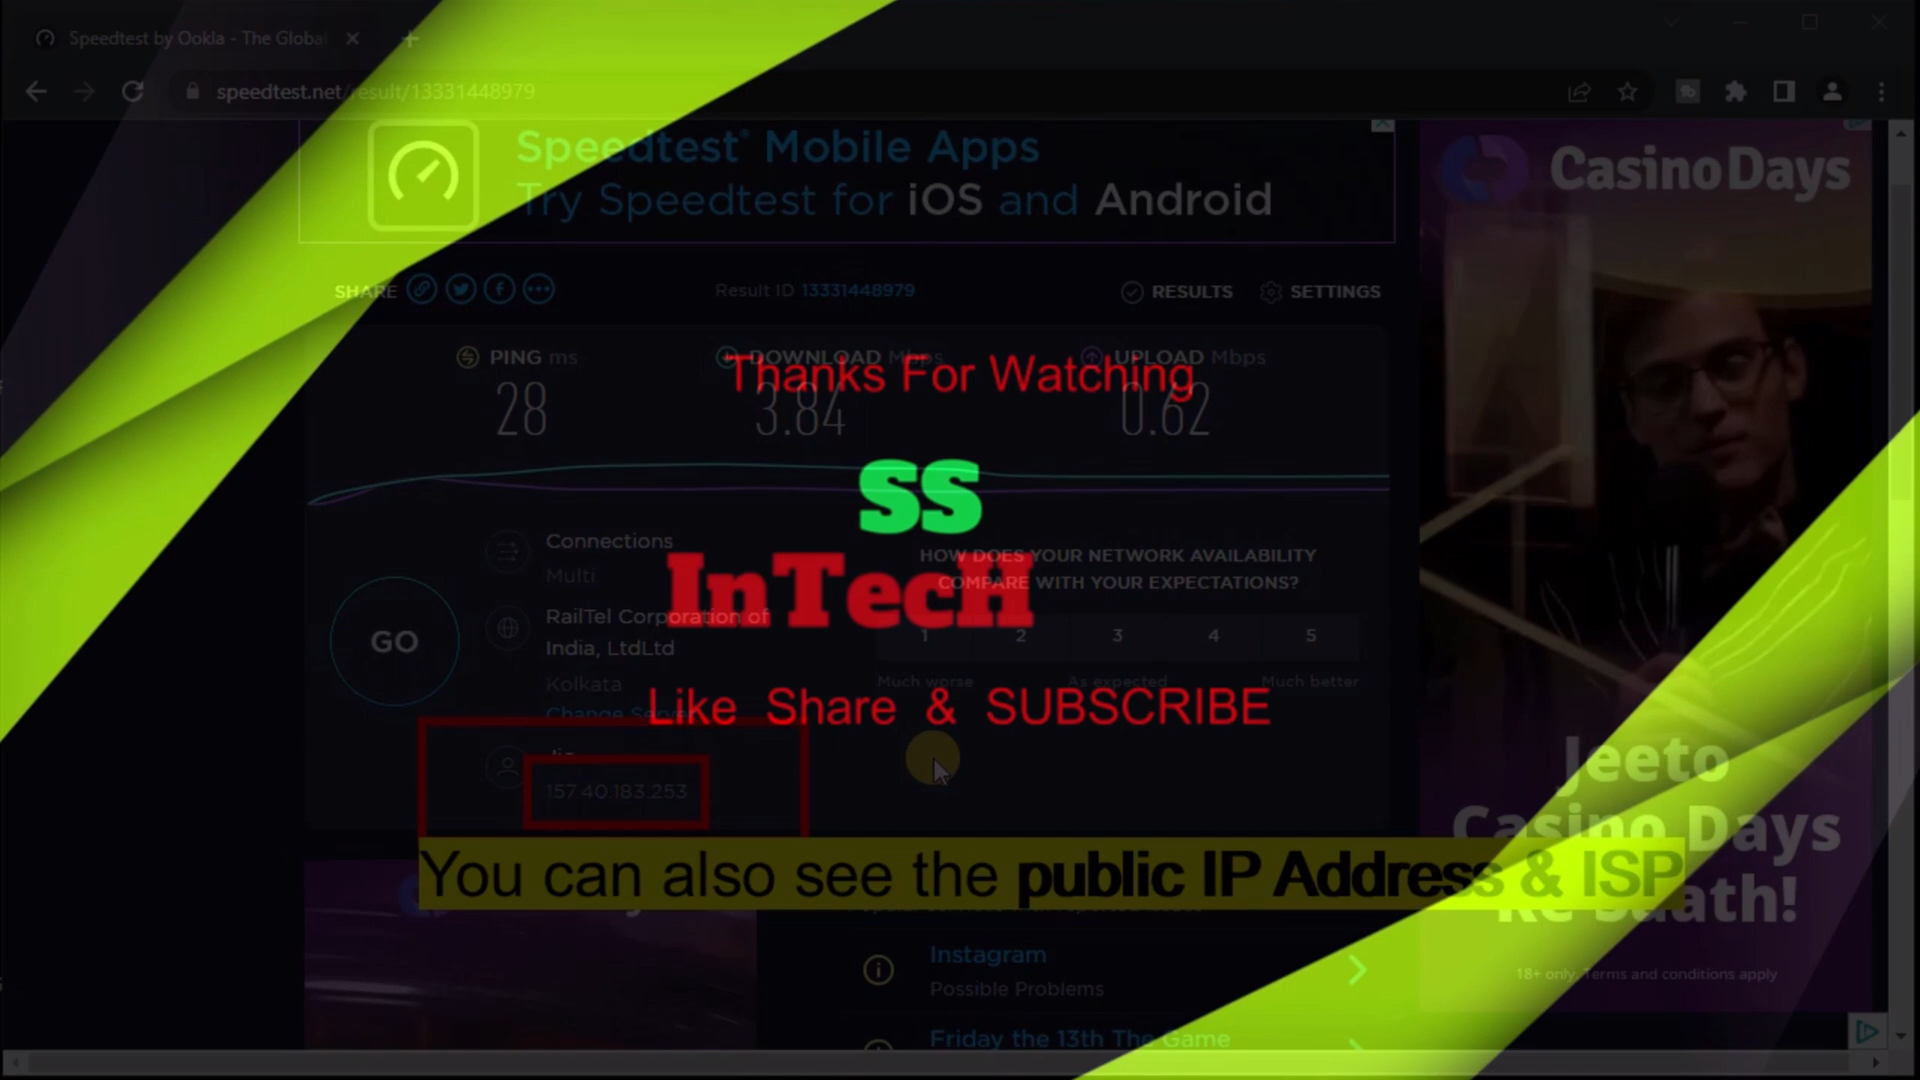 Speedtest by Ookla - The Global
speedtest.net/result/13331448979
Speedtest® Mobile Apps
Try Speedtest for iOS and Android
CasinoDays
SHARE
Result ID 13331448979
RESULTS
SETTINGS
PING ms
DOWNLOAD Mbps
UPLOAD Mbps
28
3.84
0.62
Thanks For Watching
SS
InTecH
Connections
Multi
HOW DOES YOUR NETWORK AVAILABILITY
COMPARE WITH YOUR EXPECTATIONS?
GO
RailTel Corporation of
India, LtdLtd
Kolkata
1 2 3 4 5
Much worse
As expected
Much better
Change Server
Like Share & SUBSCRIBE
157.40.183.253
Jeeto
Casino Days
Ke Saath!
You can also see the public IP Address & ISP
18+ only. Terms and conditions apply
Instagram
Possible Problems
Friday the 13th The Game